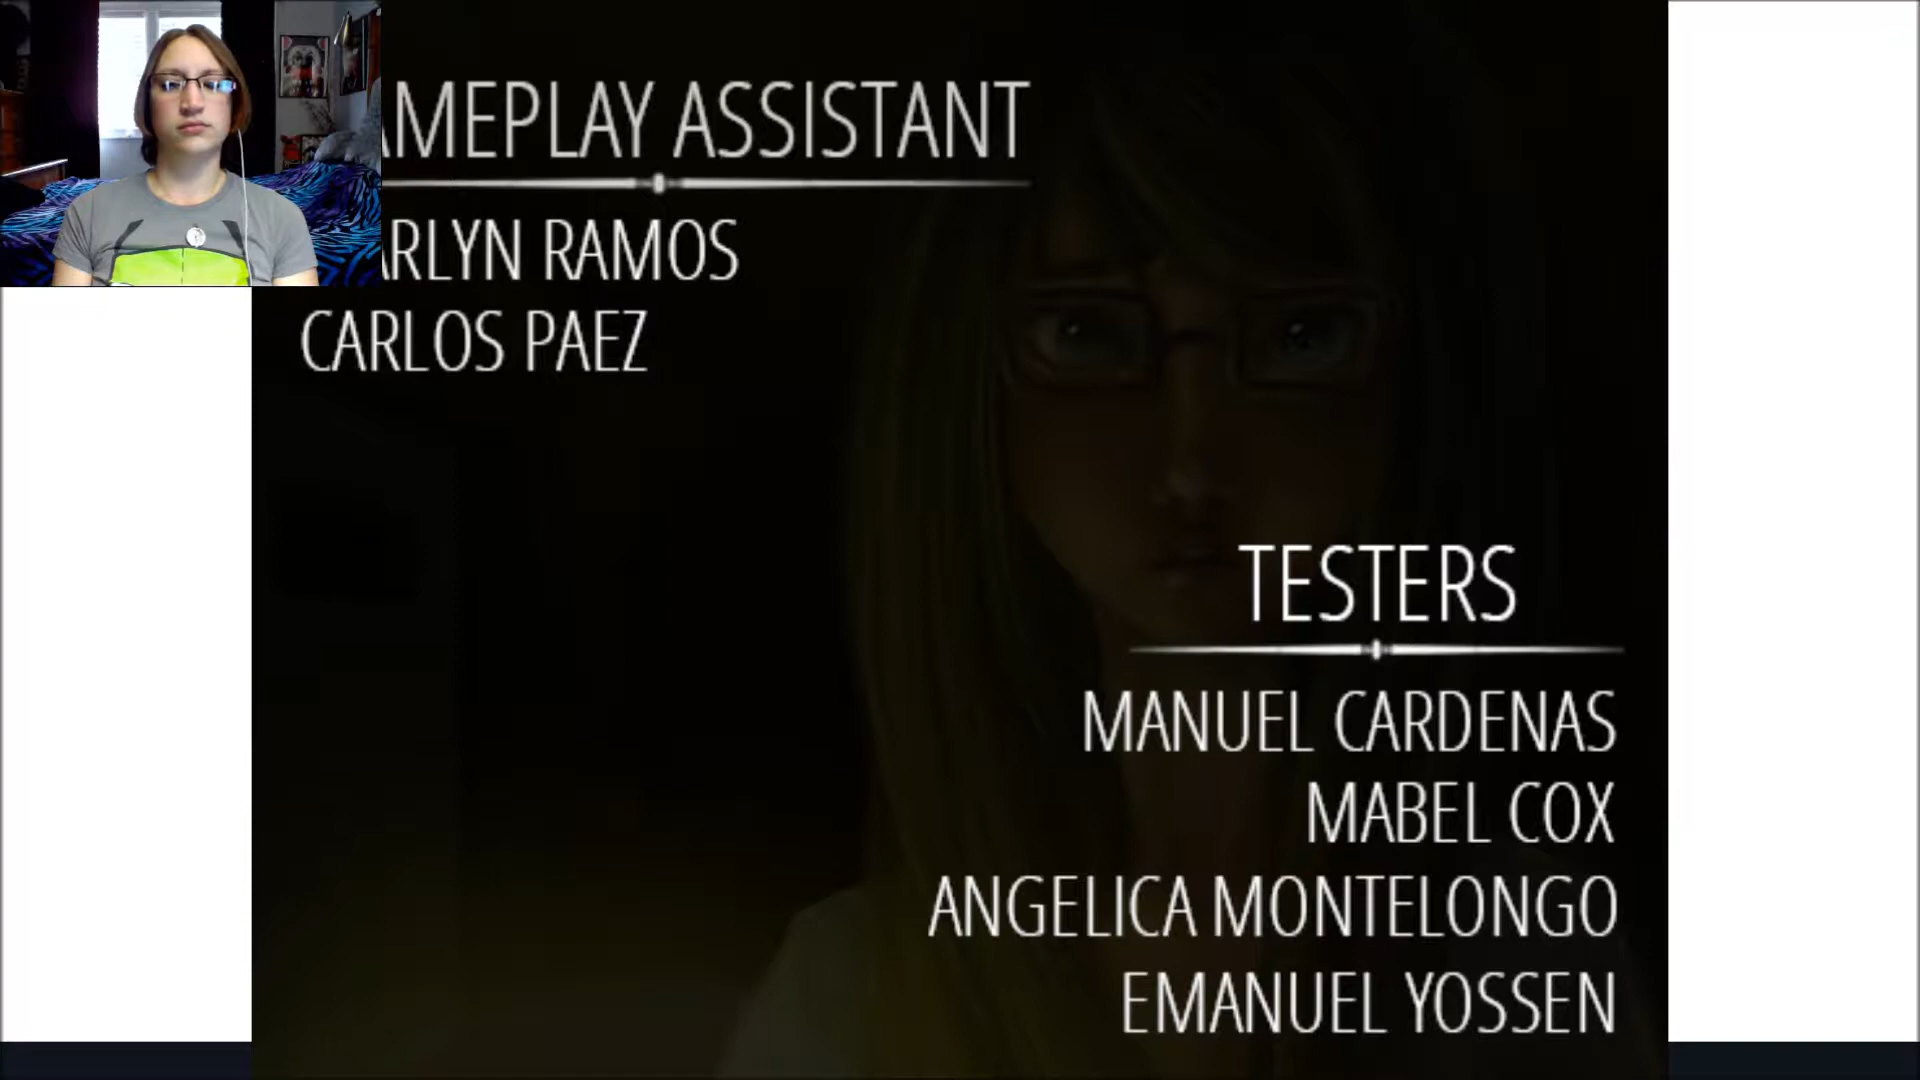 AMEPLAY ASSISTANT
ARLYN RAMOS
CARLOS PAEZ
TESTERS
MANUEL CARDENAS
MABEL COX
ANGELICA MONTELONGO
EMANUEL YOSSEN